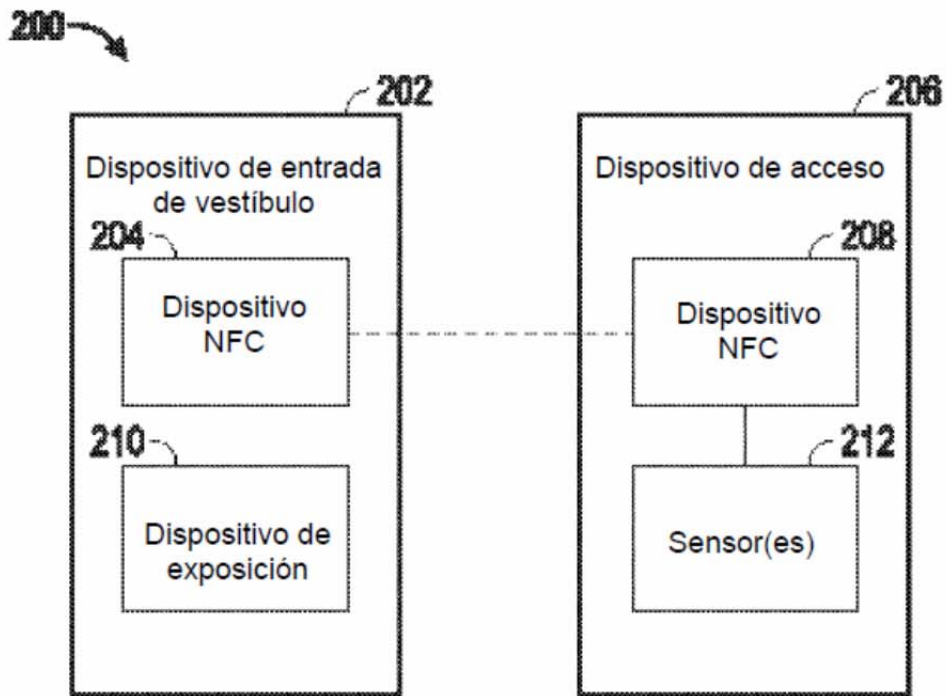 200
202
206
Dispositivo de entrada
de vestíbulo
Dispositivo de acceso
204
208
Dispositivo
NFC
Dispositivo
NFC
210
212
Dispositivo de
exposición
Sensor(es)